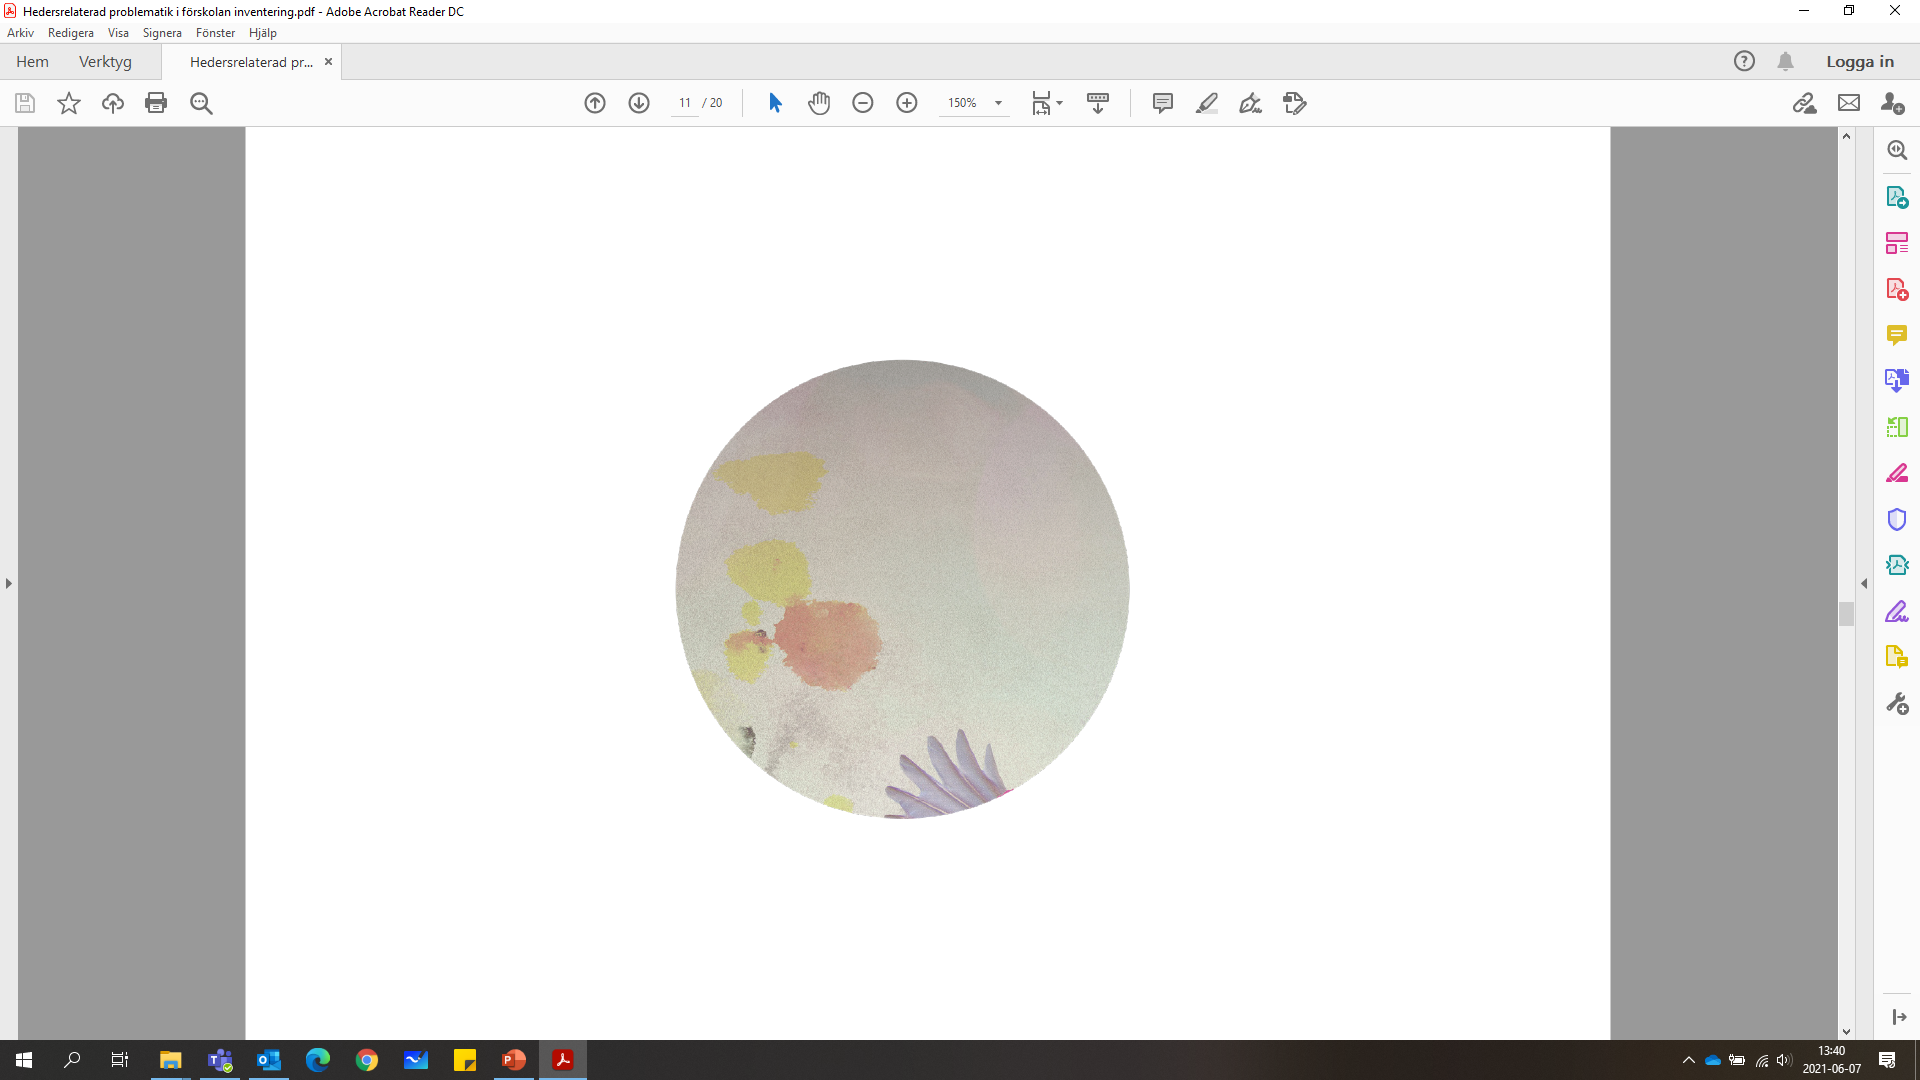 Hedersrelaterad problematik i förskolan inventering.pdf - Adobe Acrobat Reader DC
Arkiv Redigera Visa Signera Fönster Hjälp
Hem Verktyg Hedersrelaterad pr... Logga in
11 / 20 150%
13:40
2021-06-07